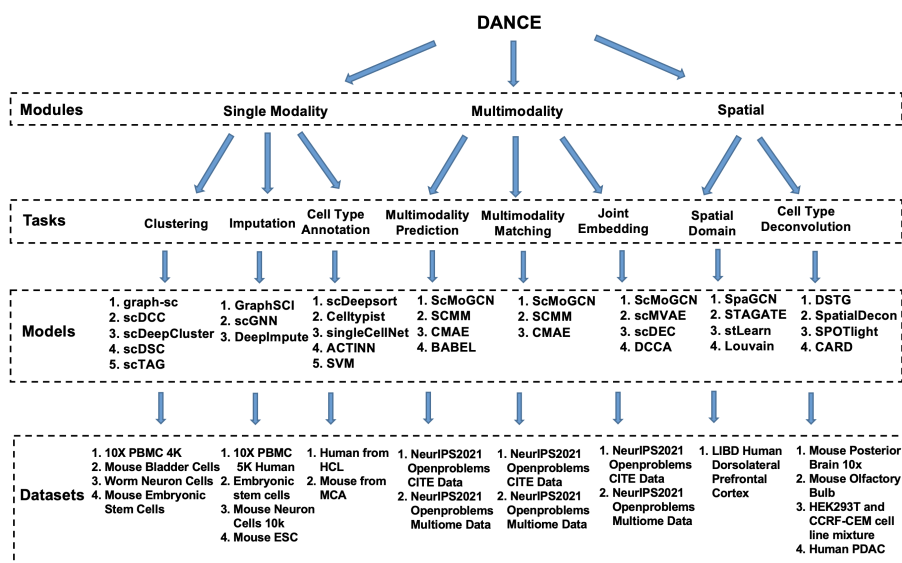 DANCE
Modules
Single Modality
Multimodality
Spatial
Tasks
Clustering
Imputation
Cell Type
Annotation
Multimodality
Prediction
Multimodality
Matching
Joint
Embedding
Spatial
Domain
Cell Type
Deconvolution
Models
1. graph-sc
2. scDCC
3. scDeepCluster
4. scDSC
5. scTAG
1. GraphSCI
2. scGNN
3. DeepImpute
1. scDeepsort
2. Celltypist
3. singleCellNet
4. ACTINN
5. SVM
1. ScMoGCN
2. SCMM
3. CMAE
4. BABEL
1. ScMoGCN
2. SCMM
3. CMAE
1. ScMoGCN
2. scMVAE
3. scDEC
4. DCCA
1. SpaGCN
2. STAGATE
3. stLearn
4. Louvain
1. DSTG
2. SpatialDecon
3. SPOTlight
4. CARD
Datasets
1. 10X PBMC 4K
2. Mouse Bladder Cells
3. Worm Neuron Cells
4. Mouse Embryonic
Stem Cells
1. 10X PBMC
5K Human
2. Embryonic
stem cells
3. Mouse Neuron
Cells 10k
4. Mouse ESC
1. Human from
HCL
2. Mouse from
MCA
1. NeurIPS2021
Openproblems
CITE Data
2. NeurIPS2021
Openproblems
Multiome Data
1. NeurIPS2021
Openproblems
CITE Data
2. NeurIPS2021
Openproblems
Multiome Data
1. NeurIPS2021
Openproblems
CITE Data
2. NeurIPS2021
Openproblems
Multiome Data
1. LIBD Human
Dorsolateral
Prefrontal
Cortex
1. Mouse Posterior
Brain 10x
2. Mouse Olfactory
Bulb
3. HEK293T and
CCRF-CEM cell
line mixture
4. Human PDAC